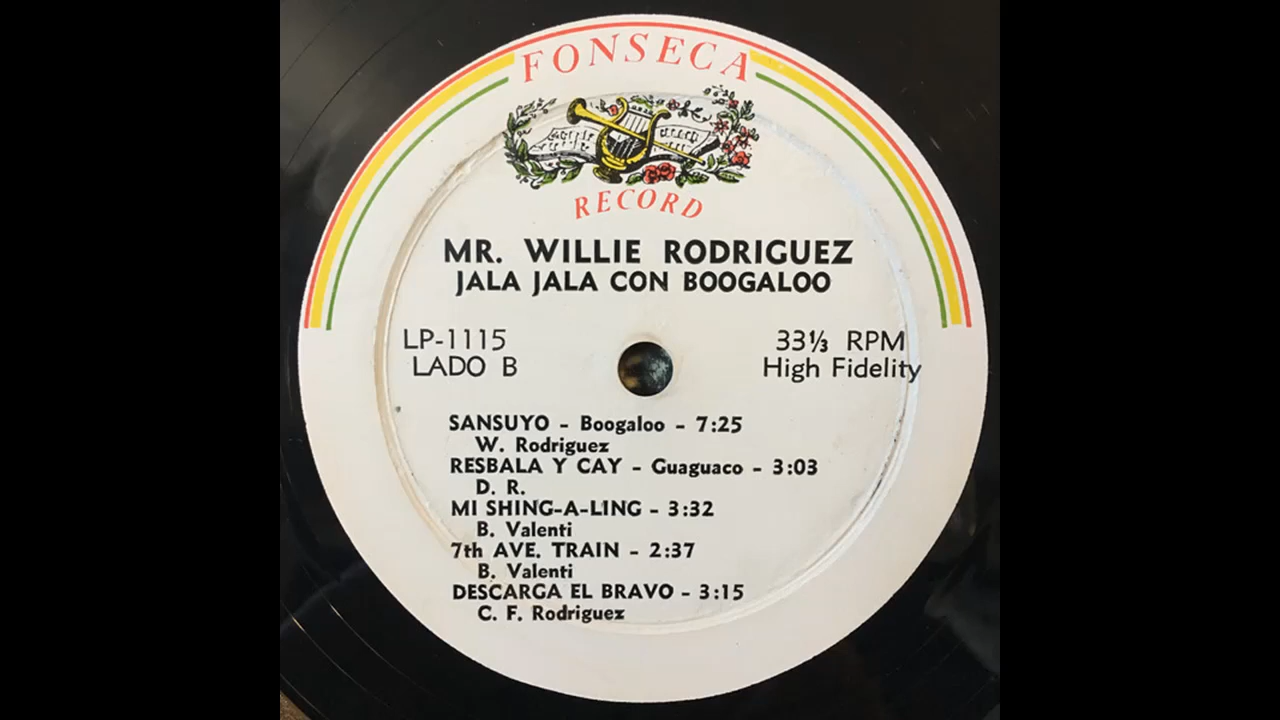 FONSECA
RECORD
MR. WILLIE RODRIGUEZ
JALA JALA CON BOOGALOO
LP-1115
33⅓ RPM
LADO B
High Fidelity
SANSUYO - Boogaloo - 7:25
W. Rodriguez
RESBALA Y CAY - Guaguaco - 3:03
D. R.
MI SHING-A-LING - 3:32
B. Valenti
7th AVE. TRAIN - 2:37
B. Valenti
DESCARGA EL BRAVO - 3:15
C. F. Rodriguez